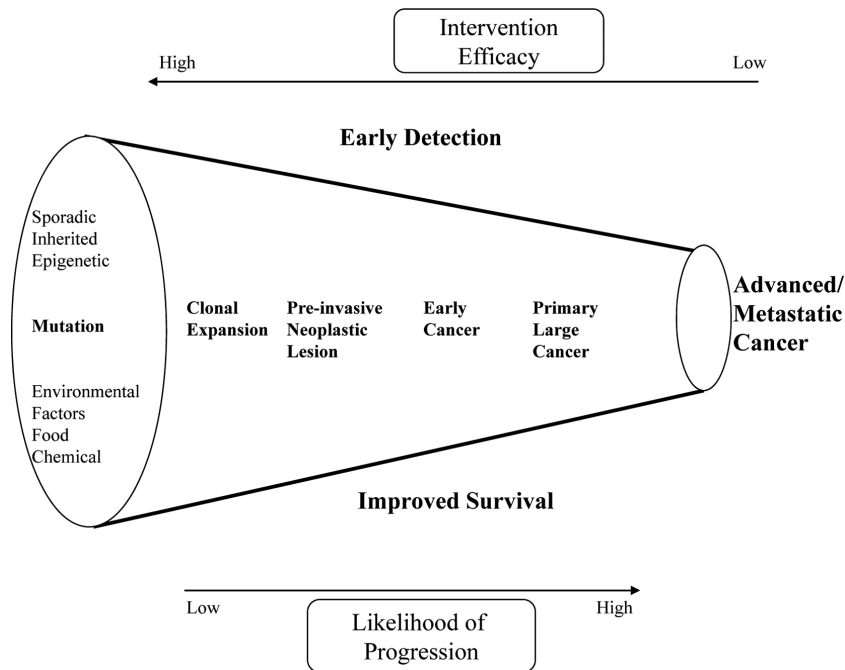 Intervention
Efficacy
High
Low
Early Detection
Sporadic
Inherited
Epigenetic
Mutation
Environmental
Factors
Food
Chemical
Clonal
Expansion
Pre-invasive
Neoplastic
Lesion
Early
Cancer
Primary
Large
Cancer
Advanced/
Metastatic
Cancer
Improved Survival
Low
High
Likelihood of
Progression